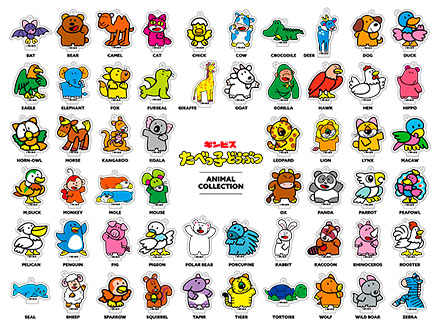 BAT BEAR CAMEL CAT CHICK COW CROCODILE DEER DOG DUCK
EAGLE ELEPHANT FOX FURSEAL GIRAFFE GOAT GORILLA HAWK HEN HIPPO
HORN-OWL HORSE KANGAROO KOALA LEOPARD LION LYNX MACAW
ギンビス
たべっ子どうぶつ
ANIMAL
COLLECTION
M,DUCK MONKEY MOLE MOUSE OX PANDA PARROT PEAFOWL
PELICAN PENGUIN PIG PIGEON POLAR BEAR PORCUPINE RABBIT RACCOON RHINOCEROS ROOSTER
SEAL SHEEP SPARROW SQUIRREL TAPIR TIGER TORTOISE WOLF WILD BOAR ZEBRA